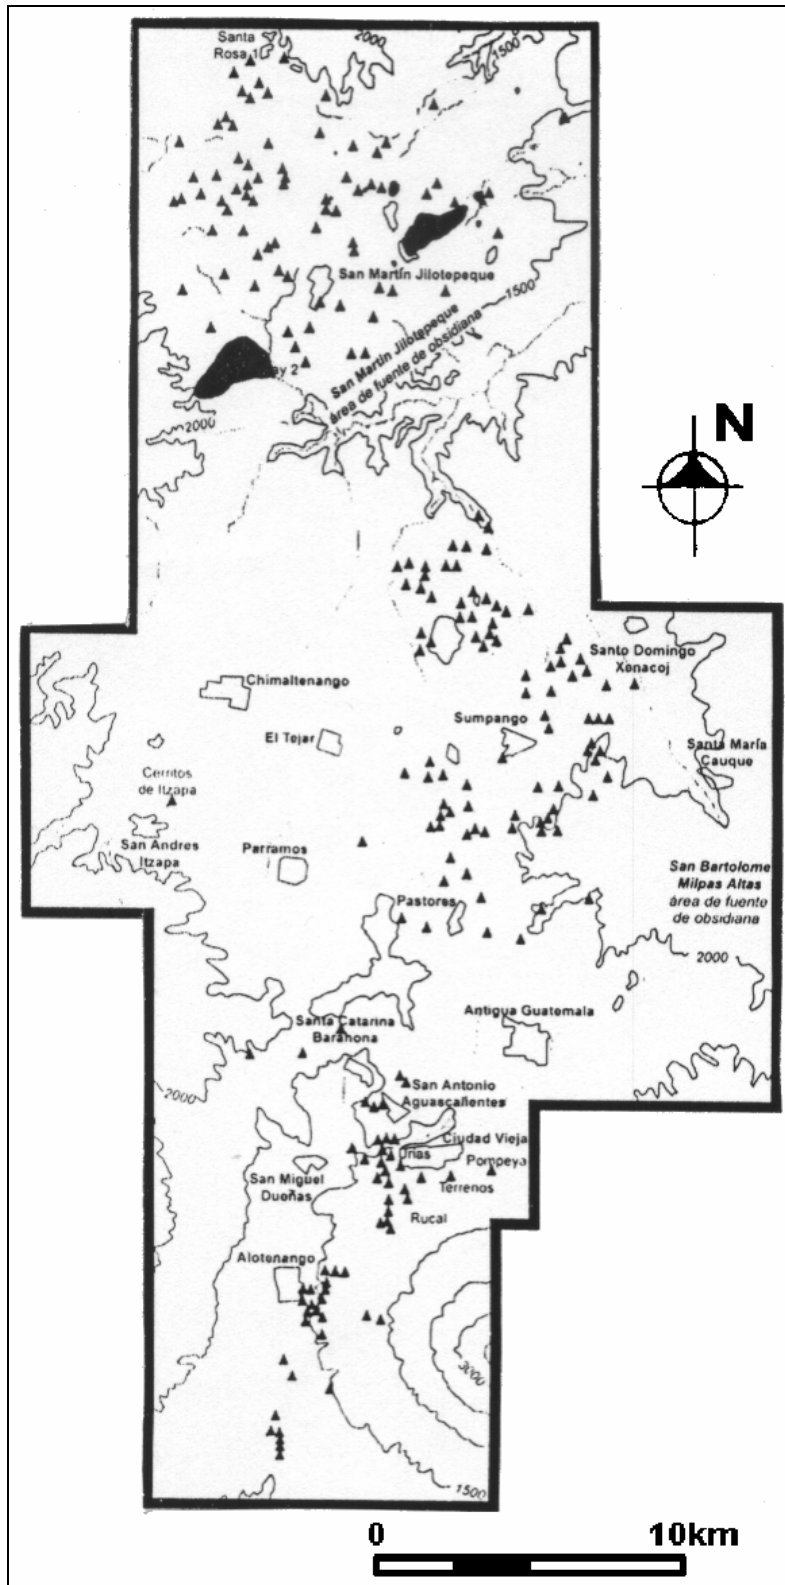 Santa
Rosa 1
2000
1500
San Martín Jilotepeque
1500
San Martín Jilotepeque
área de fuente de obsidiana
ay 2
2000
N
Santo Domingo
Xenacoj
Chimaltenango
Sumpango
El Tejar
Santa María
Cauque
Cerritos
de Itzapa
San Andres
Itzapa
Parramos
San Bartolome
Milpas Altas
área de fuente
de obsidiana
Pastores
2000
Antigua Guatemala
Santa Catarina
Barahona
2000
San Antonio
Aguascalientes
Ciudad Vieja
Urias
Pompeya
San Miguel
Dueñas
Terrenos
Rucal
Alotenango
3000
1500
0
10km